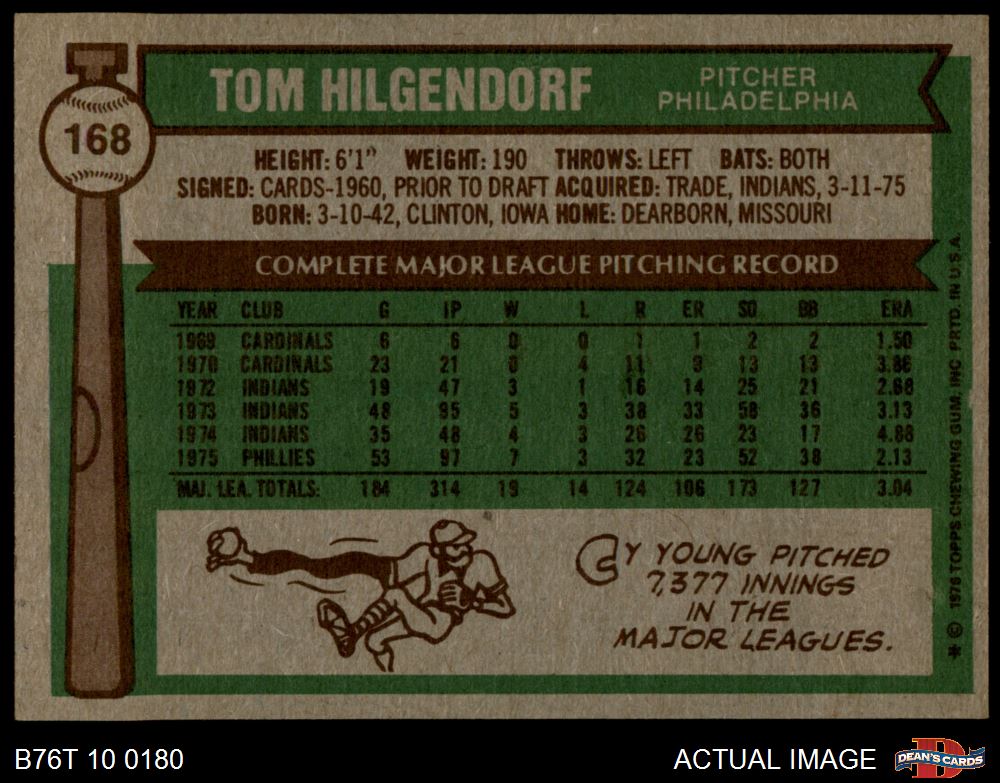 168
TOM HILGENDORF
PITCHER
PHILADELPHIA
HEIGHT: 6'1" WEIGHT: 190 THROWS: LEFT BATS: BOTH
SIGNED: CARDS-1960, PRIOR TO DRAFT ACQUIRED: TRADE, INDIANS, 3-11-75
BORN: 3-10-42, CLINTON, IOWA HOME: DEARBORN, MISSOURI
COMPLETE MAJOR LEAGUE PITCHING RECORD
YEAR CLUB G IP W L R ER SO BB ERA
1969 CARDINALS 6 6 0 0 1 1 2 2 1.50
1970 CARDINALS 23 21 0 4 11 9 13 13 3.86
1972 INDIANS 19 47 3 1 16 14 25 21 2.68
1973 INDIANS 48 95 5 3 38 33 58 36 3.13
1974 INDIANS 35 48 4 3 26 26 23 17 4.88
1975 PHILLIES 53 97 7 3 32 23 52 38 2.13
MAJ. LEA. TOTALS: 184 314 19 14 124 106 173 127 3.04
CY YOUNG PITCHED
7,377 INNINGS
IN THE
MAJOR LEAGUES.
* © 1976 TOPPS CHEWING GUM, INC PRTD. IN U.S.A.
B76T 10 0180
ACTUAL IMAGE
D
DEAN'S CARDS